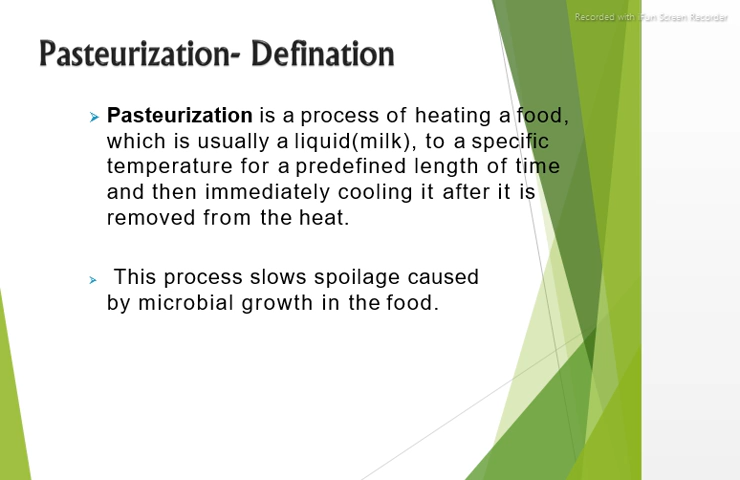 Recorded with iFun Screen Recorder
Pasteurization- Defination
Pasteurization is a process of heating a food,
which is usually a liquid(milk), to a specific
temperature for a predefined length of time
and then immediately cooling it after it is
removed from the heat.
This process slows spoilage caused
by microbial growth in the food.